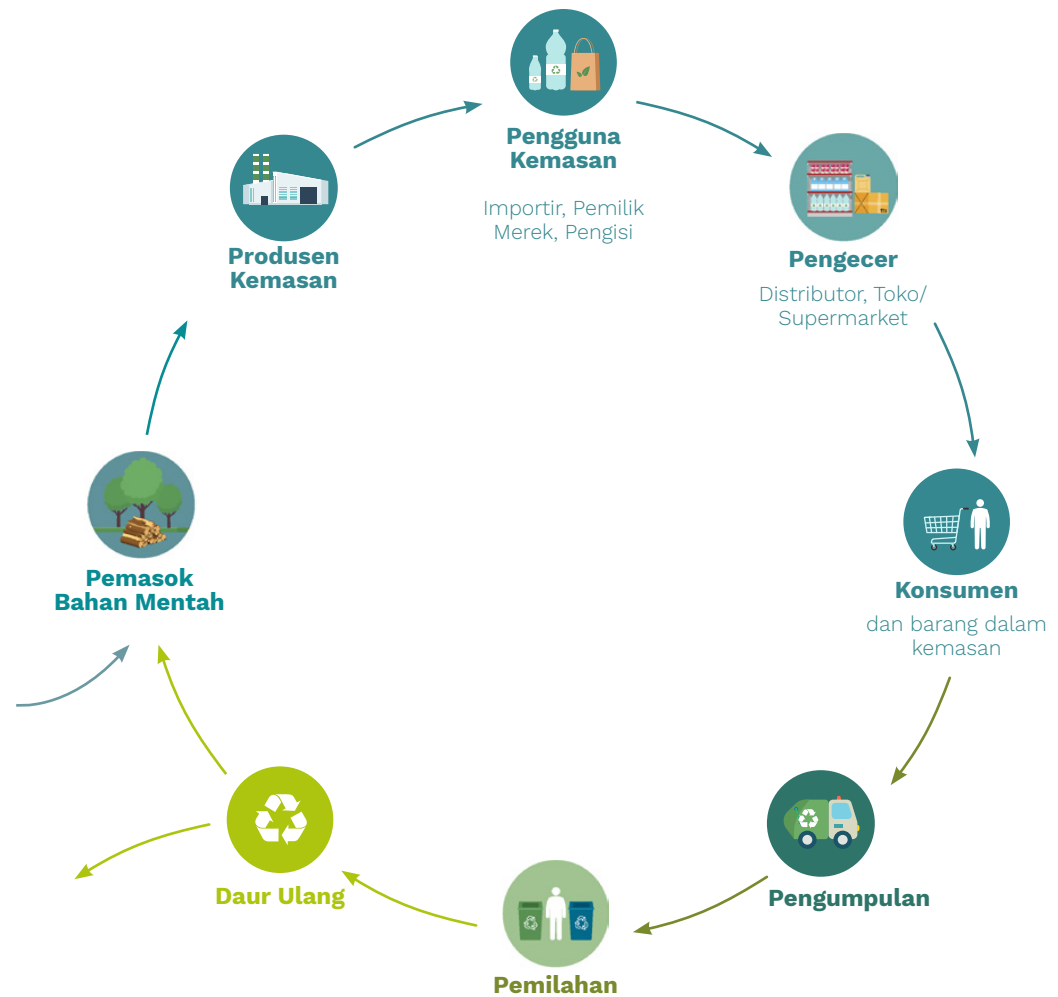 Pengguna
Kemasan
Importir, Pemilik
Merek, Pengisi
Produsen
Kemasan
Pengecer
Distributor, Toko/
Supermarket
Pemasok
Bahan Mentah
Konsumen
dan barang dalam
kemasan
Daur Ulang
Pengumpulan
Pemilahan